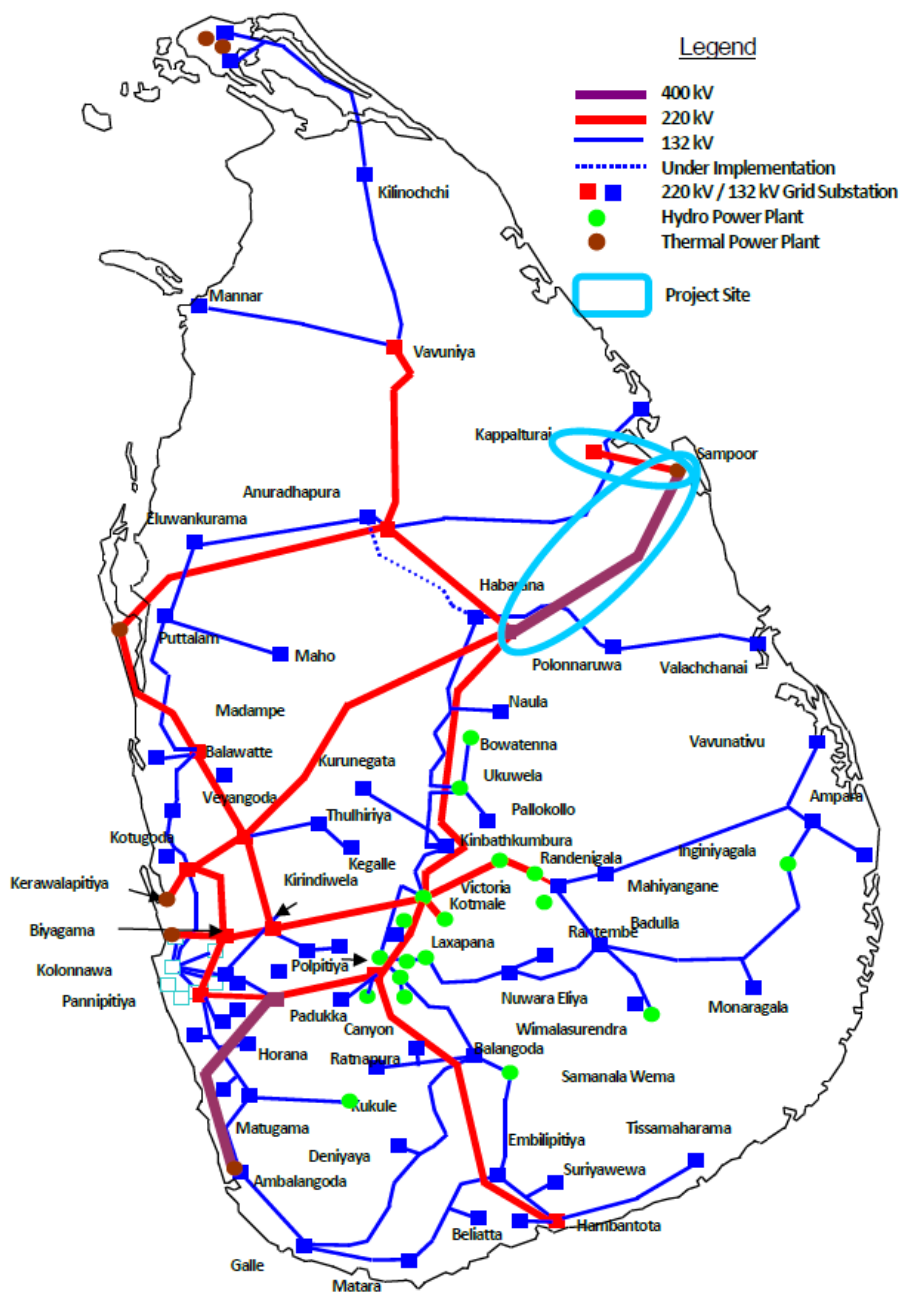 Legend
400 kV
220 kV
132 kV
Under Implementation
220 kV / 132 kV Grid Substation
Hydro Power Plant
Thermal Power Plant
Project Site
Kilinochchi
Mannar
Vavuniya
Kappalturai
Sampoor
Anuradhapura
Eluwankurama
Habarana
Puttalam
Maho
Polonnaruwa
Valachchanai
Naula
Madampe
Bowatenna
Vavunativu
Balawatte
Kurunegata
Ukuwela
Veyangoda
Pallokollo
Ampara
Thulhiriya
Kotugoda
Kinbathkumbura
Inginiyagala
Kegalle
Randenigala
Kirindiwela
Mahiyangane
Kerawalapitiya
Victoria
Kotmale
Badulla
Biyagama
Rantembe
Laxapana
Kolonnawa
Polpitiya
Nuwara Eliya
Monaragala
Pannipitiya
Padukka
Canyon
Wimalasurendra
Horana
Ratnapura
Balangoda
Samanala Wema
Kukule
Matugama
Tissamaharama
Embilipitiya
Deniyaya
Suriyawewa
Ambalangoda
Hambantota
Beliatta
Galle
Matara